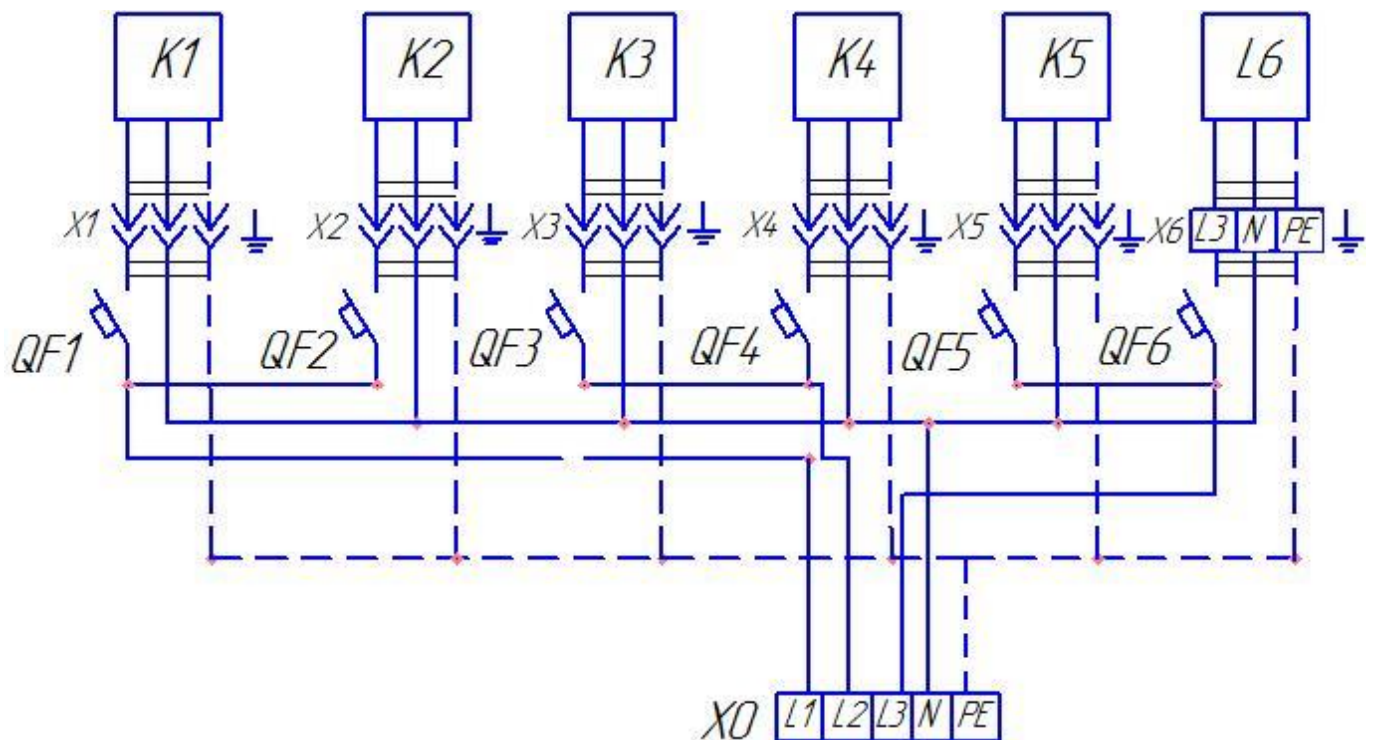 K1 K2 K3 K4 K5 L6
X1 X2 X3 X4 X5 X6 L3 N PE
QF1 QF2 QF3 QF4 QF5 QF6
X0 L1 L2 L3 N PE